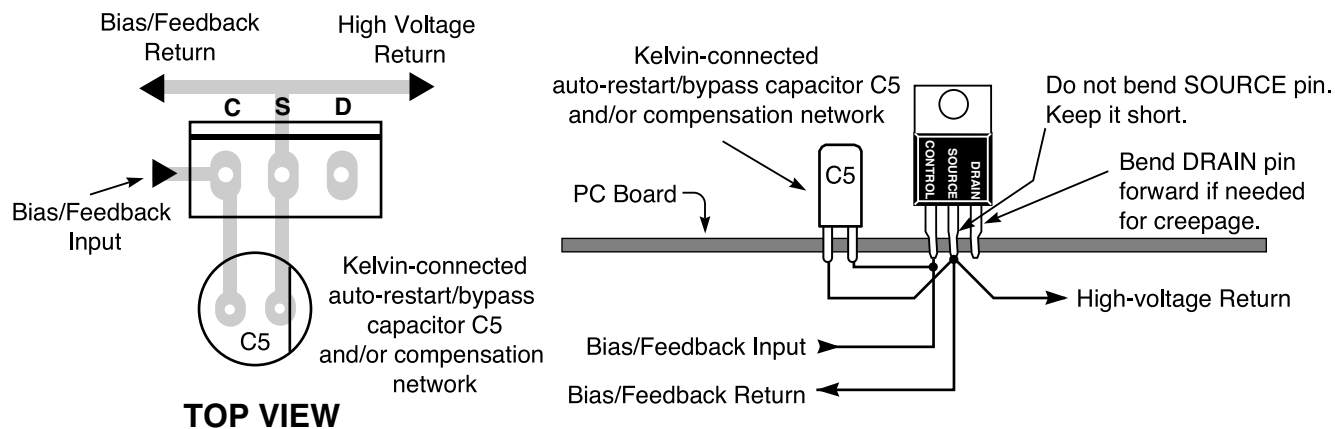 Bias/Feedback
Return
High Voltage
Return
C
S
D
Bias/Feedback
Input
Kelvin-connected
auto-restart/bypass
capacitor C5
and/or compensation
network
C5
TOP VIEW
Kelvin-connected
auto-restart/bypass capacitor C5
and/or compensation network
Do not bend SOURCE pin.
Keep it short.
C5
CONTROL
SOURCE
DRAIN
PC Board
Bend DRAIN pin
forward if needed
for creepage.
High-voltage Return
Bias/Feedback Input
Bias/Feedback Return